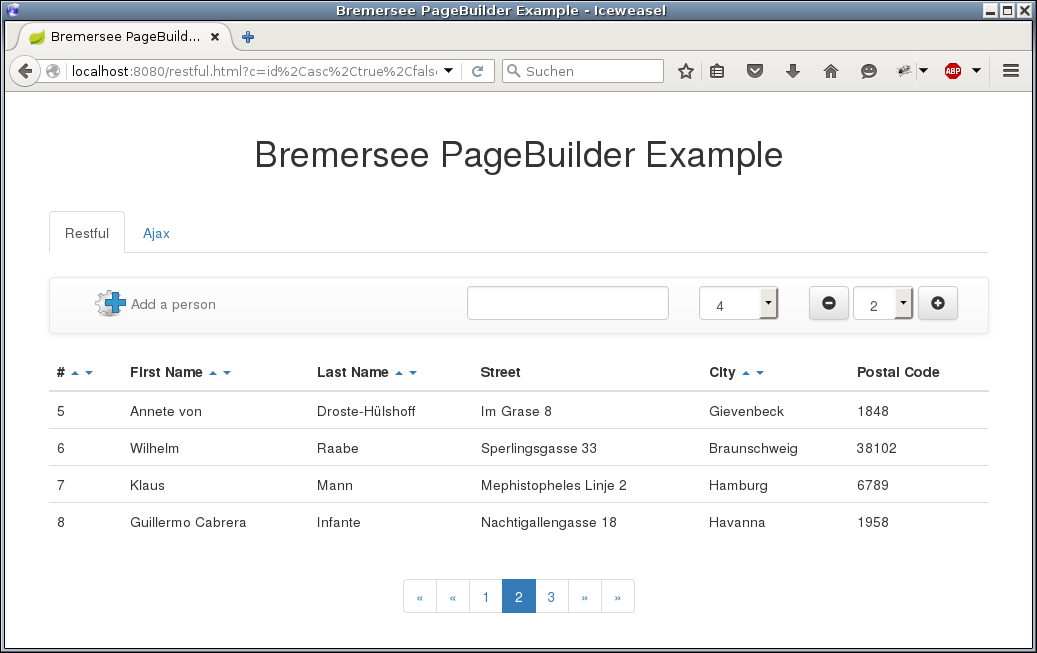 Bremersee PageBuilder Example - Iceweasel
Bremersee PageBuild...
localhost:8080/restful.html?c=id%2Casc%2Ctrue%2Cfals
Suchen
ABP
Bremersee PageBuilder Example
Restful Ajax
Add a person 4 2
# First Name Last Name Street City Postal Code
5 Annete von Droste-Hülshoff Im Grase 8 Gievenbeck 1848
6 Wilhelm Raabe Sperlingsgasse 33 Braunschweig 38102
7 Klaus Mann Mephistopheles Linje 2 Hamburg 6789
8 Guillermo Cabrera Infante Nachtigallengasse 18 Havanna 1958
« « 1 2 3 » »